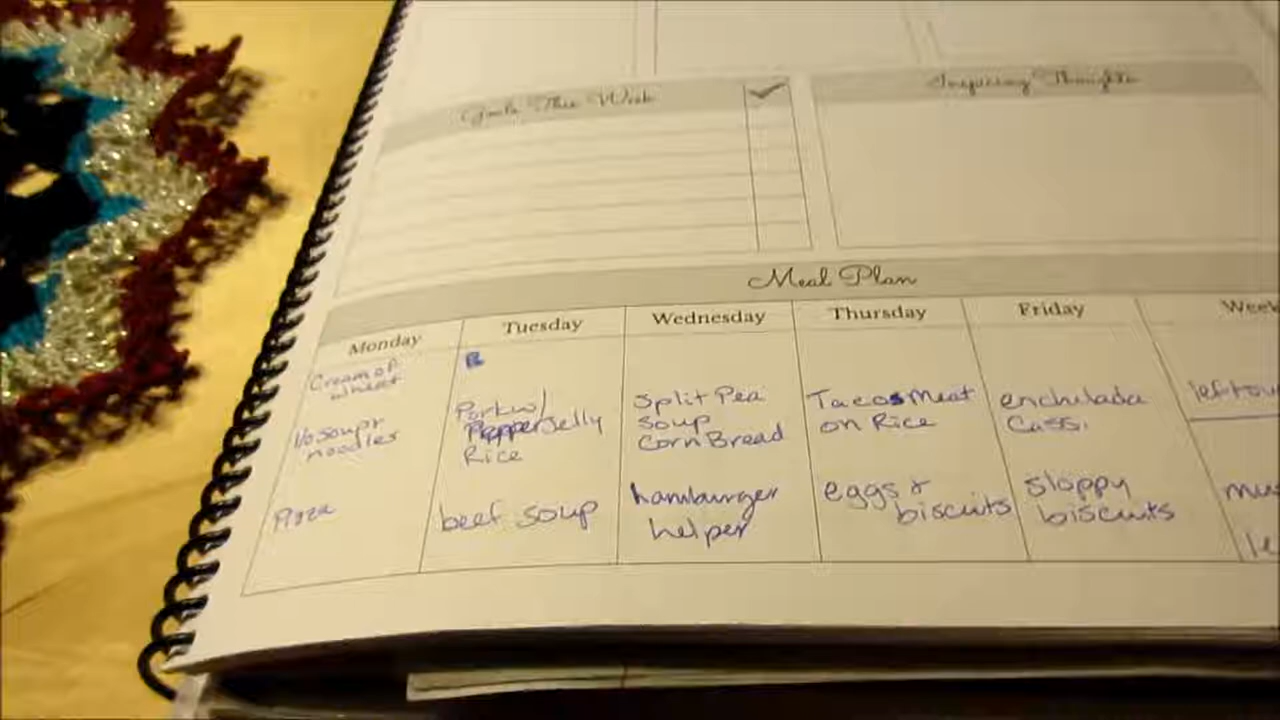 Goals This Week
Inspiring Thoughts
Meal Plan
Monday
Tuesday
Wednesday
Thursday
Friday
Week
Cream of
wheat
noodles
Pizza
B
Pork w/
Pepper Jelly
Rice
beef soup
Split Pea
Soup
Corn Bread
hamburger
helper
Tacos Meat
on Rice
eggs &
biscuits
enchilada
Cass.
sloppy
biscuits